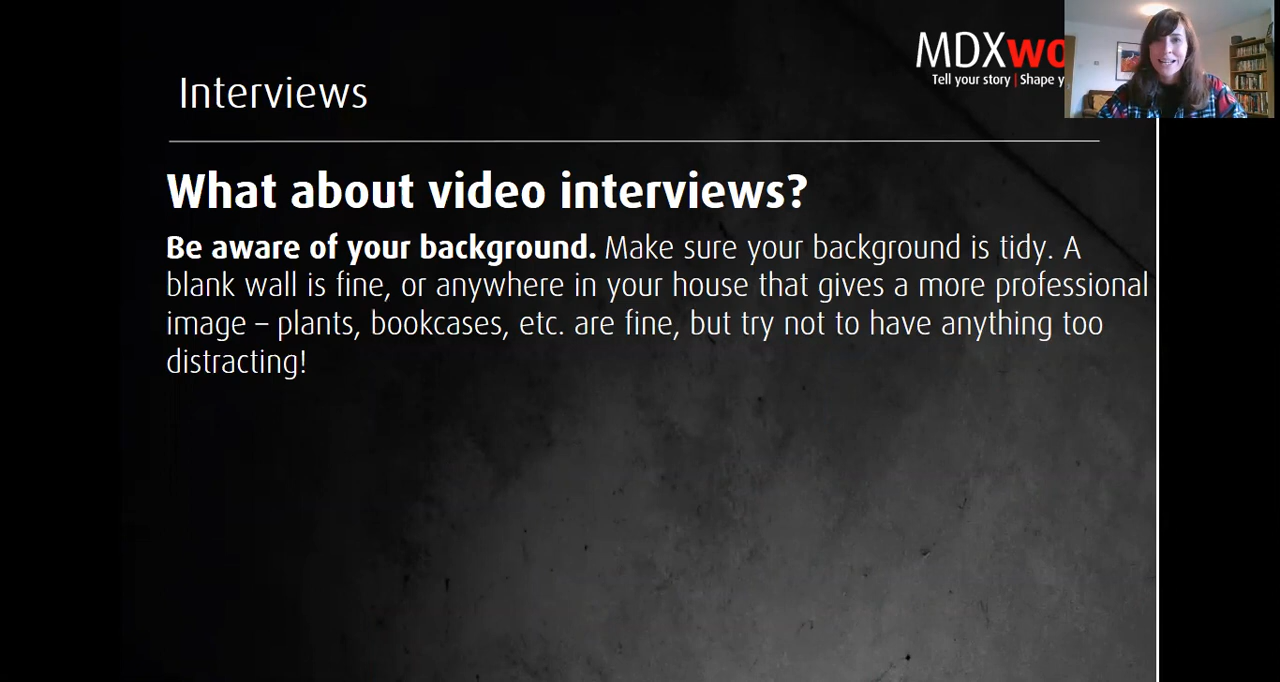 MDXwo
Tell your story | Shape y
Interviews
What about video interviews?
Be aware of your background. Make sure your background is tidy. A
blank wall is fine, or anywhere in your house that gives a more professional
image – plants, bookcases, etc. are fine, but try not to have anything too
distracting!